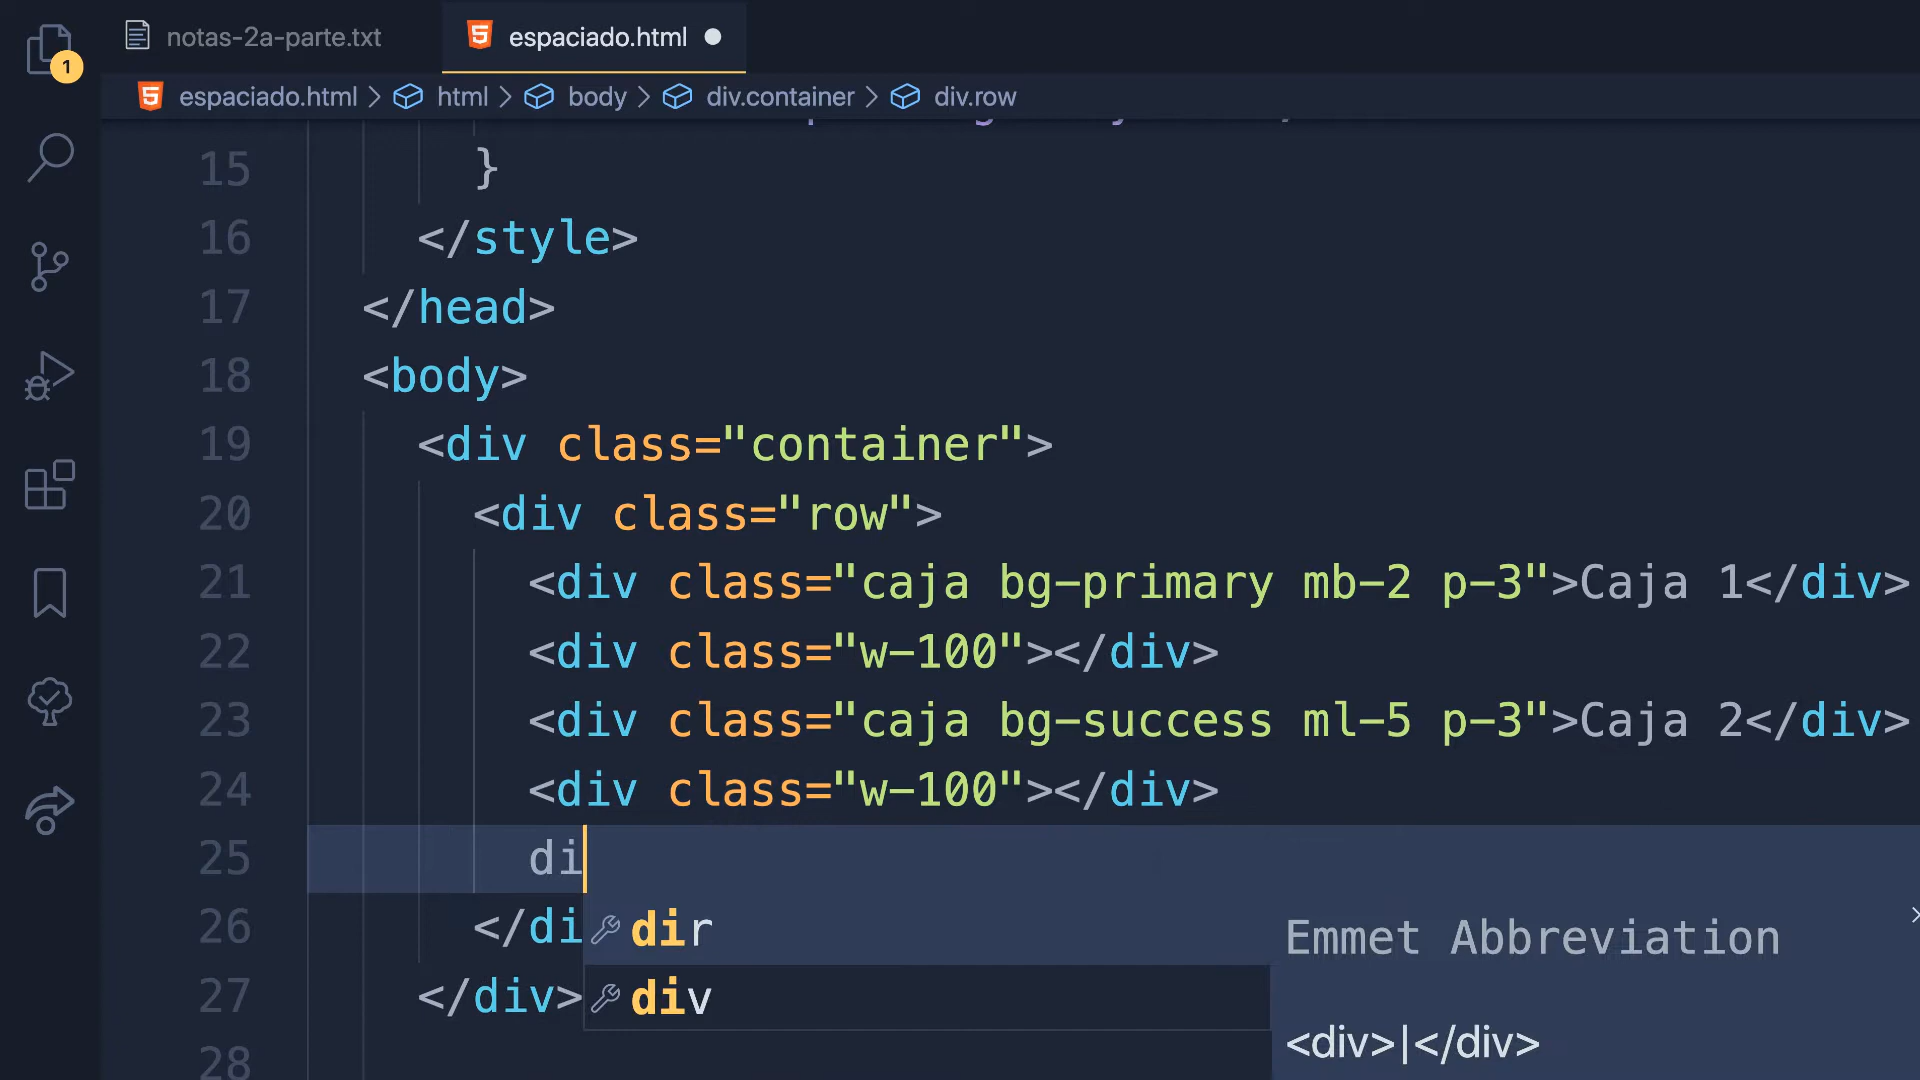 notas-2a-parte.txt
espaciado.html
1
espaciado.html > html > body > div.container > div.row
15 }
16 </style>
17 </head>
18 <body>
19 <div class="container">
20 <div class="row">
21 <div class="caja bg-primary mb-2 p-3">Caja 1</div>
22 <div class="w-100"></div>
23 <div class="caja bg-success ml-5 p-3">Caja 2</div>
24 <div class="w-100"></div>
25 di
26 </di
dir
Emmet Abbreviation
27 </div>
div
<div>|</div>
28